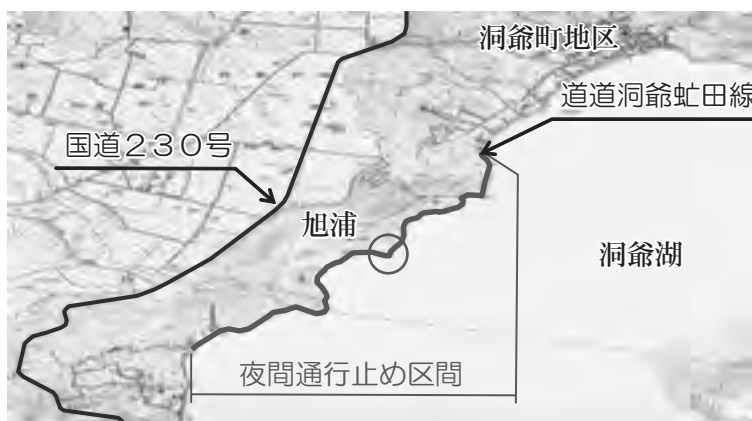 洞爺町地区
道道洞爺虻田線
国道２３０号
旭浦
洞爺湖
夜間通行止め区間